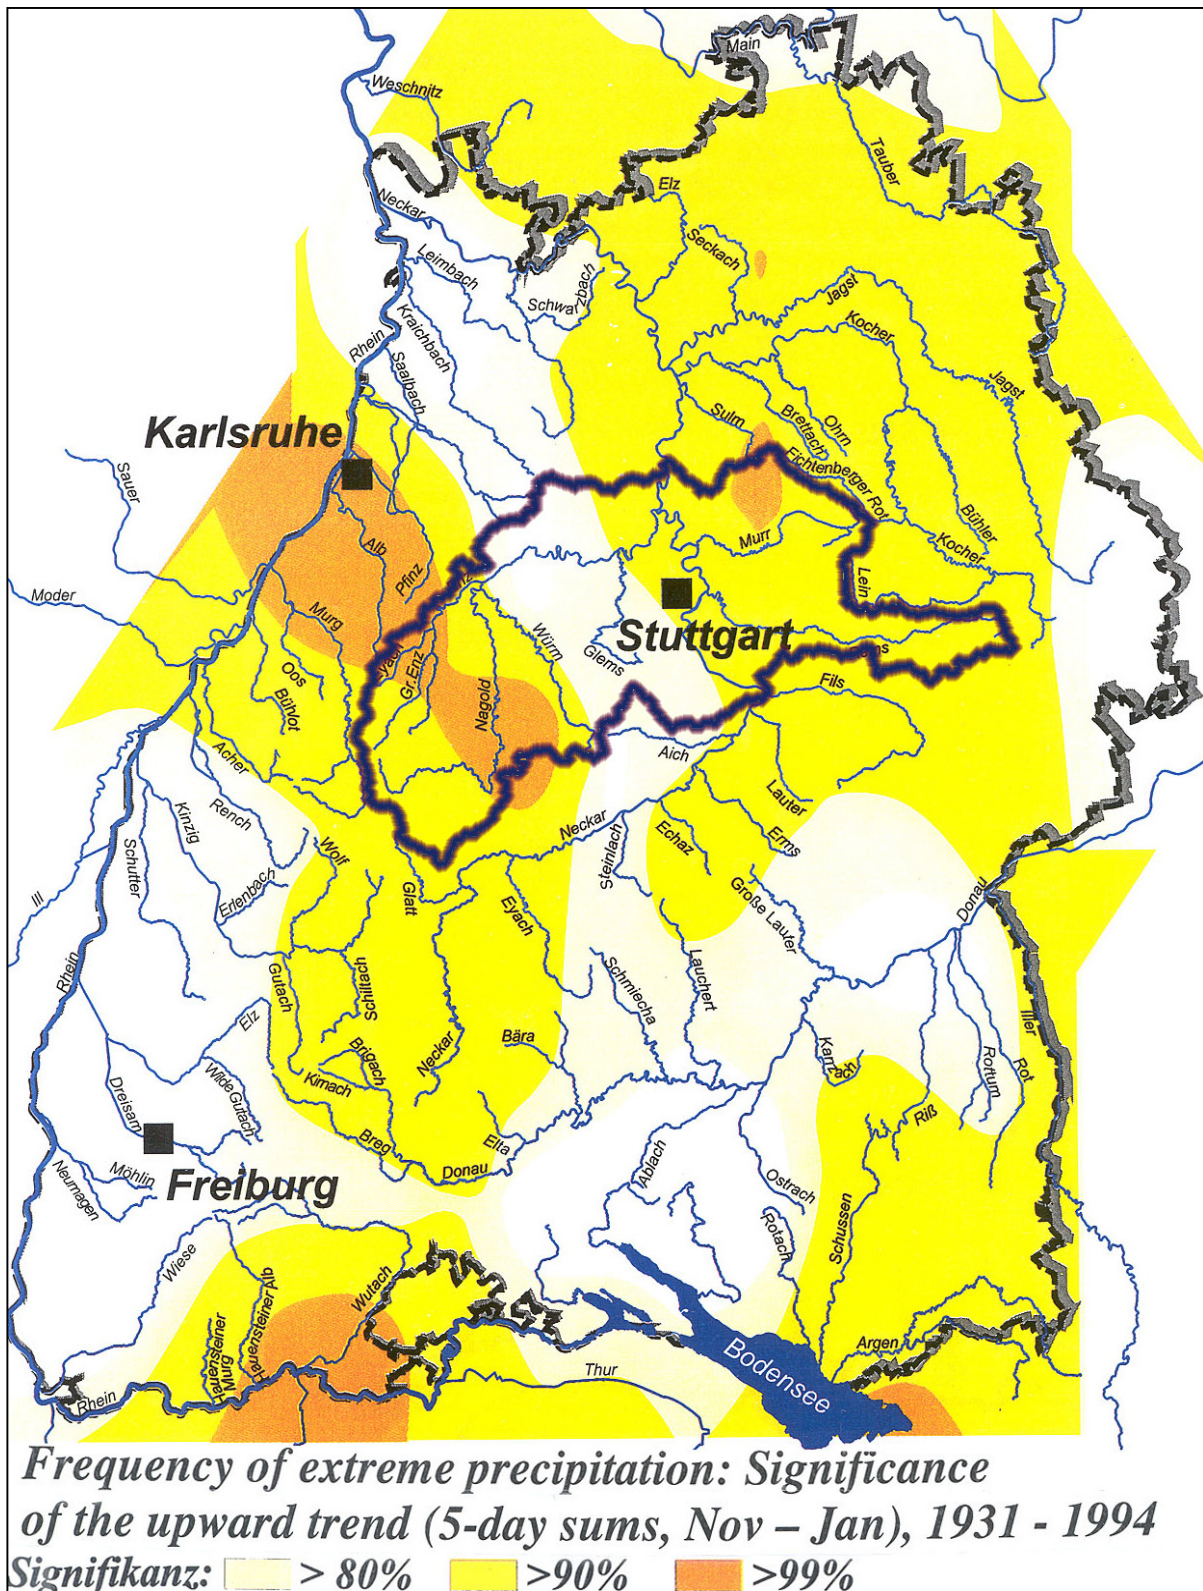 Main
Weschnitz
Tauber
Elz
Neckar
Seckach
Leimbach
Schwarzbach
Jagst
Kraichbach
Kocher
Rhein
Saalbach
Jagst
Sulm
Brettach
Ohrn
Karlsruhe
Fichtenberger Rot
Sauer
Bühler
Murr
Kocher
Alb
Pfinz
Lein
Moder
Murg
Stuttgart
Würm
Glems
Eyach
Gr.Enz
Oos
Nagold
Fils
Bühlot
Acher
Aich
Lauter
Rench
Kinzig
Neckar
Echaz
Erms
Wolf
Steinlach
Schutter
Ill
Erlenbach
Glatt
Eyach
Große Lauter
Donau
Rhein
Gutach
Schiltach
Schmiecha
Lauchert
Iller
Elz
Bära
Neckar
Brigach
Kanzach
Rottum
Rot
Kirnach
Dreisam
Wilde Gutach
Riß
Breg
Elta
Donau
Ablach
Möhlin
Neumagen
Freiburg
Ostrach
Rotach
Schussen
Wiese
Hauensteiner Alb
Wutach
Hauensteiner
Murg
Argen
Bodensee
Thur
Rhein
Frequency of extreme precipitation: Significance
of the upward trend (5-day sums, Nov – Jan), 1931 - 1994
Signifikanz: > 80% >90% >99%